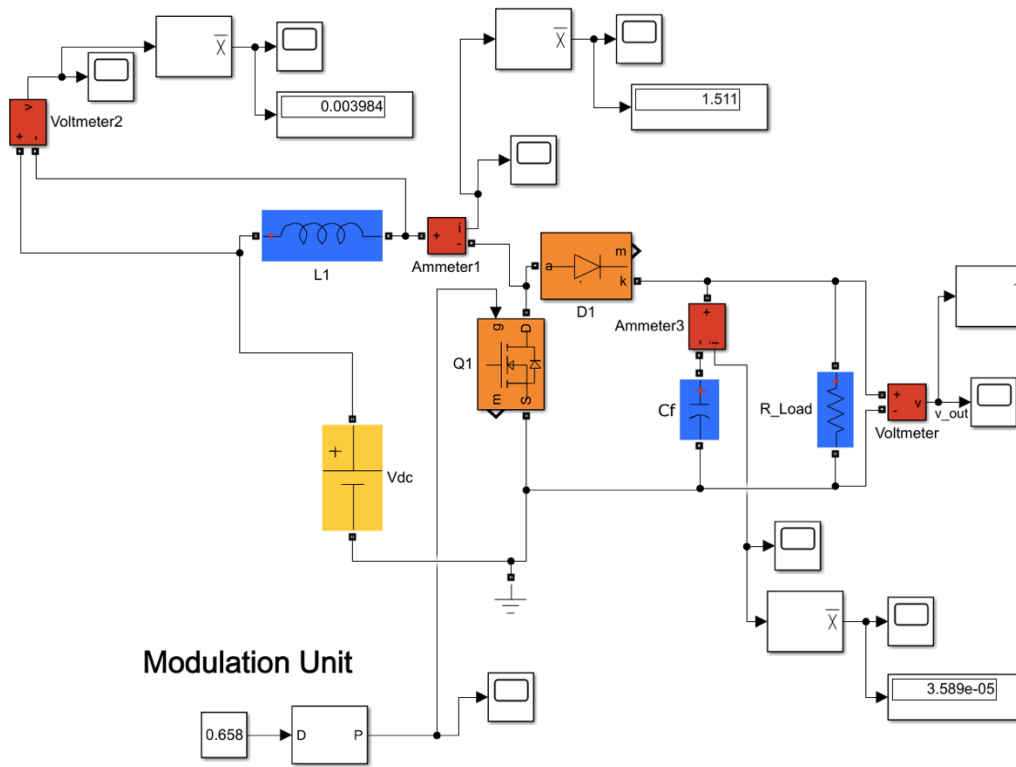 X
0.003984
v
Voltmeter2
+
-
X
1.511
L1
+
i
-
Ammeter1
a
m
k
D1
g
D
Q1
m
S
+
-
i
Ammeter3
+
Cf
+
R_Load
+
-
v
v_out
Voltmeter
+
Vdc
X
3.589e-05
Modulation Unit
0.658
D
P